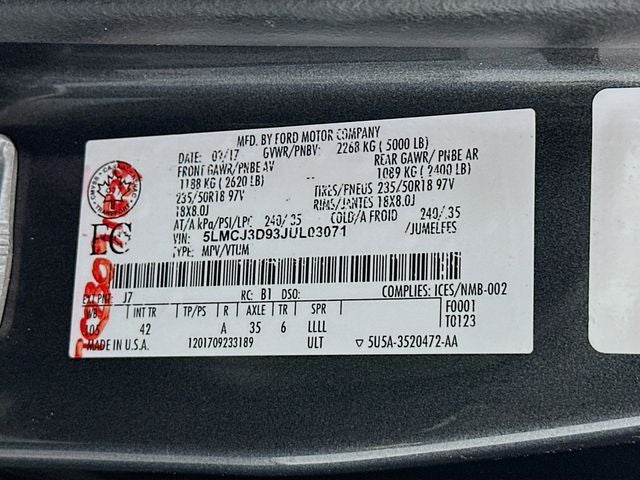 MFD. BY FORD MOTOR COMPANY
DATE: GVWR/PNBV: 2268 KG ( 5000 LB)
FRONT GAWR/PNBE AV REAR GAWR/ PNBE AR
1188 KG ( 2620 LB) 1089 KG ( 2400 LB)
235/50R18 97V TIRES/PNEUS 235/50R18 97V
18X8.0J RIMS/JANTES 18X8.0J
AT/A kPa/PSI/LPC 240/ 35 COLD/A FROID 240/ 35
VIN: 5LMCJ3D93JUL03071 /JUMELEES
TYPE: MPV/VTUM
EXT PNT: J7 RC: B1 DSO: COMPLIES: ICES/NMB-002
WB INT TR TP/PS R AXLE TR SPR F0001
106 42 A 35 6 LLLL T0123
MADE IN U.S.A. 1201709233189 ULT ▽ 5U5A-3520472-AA